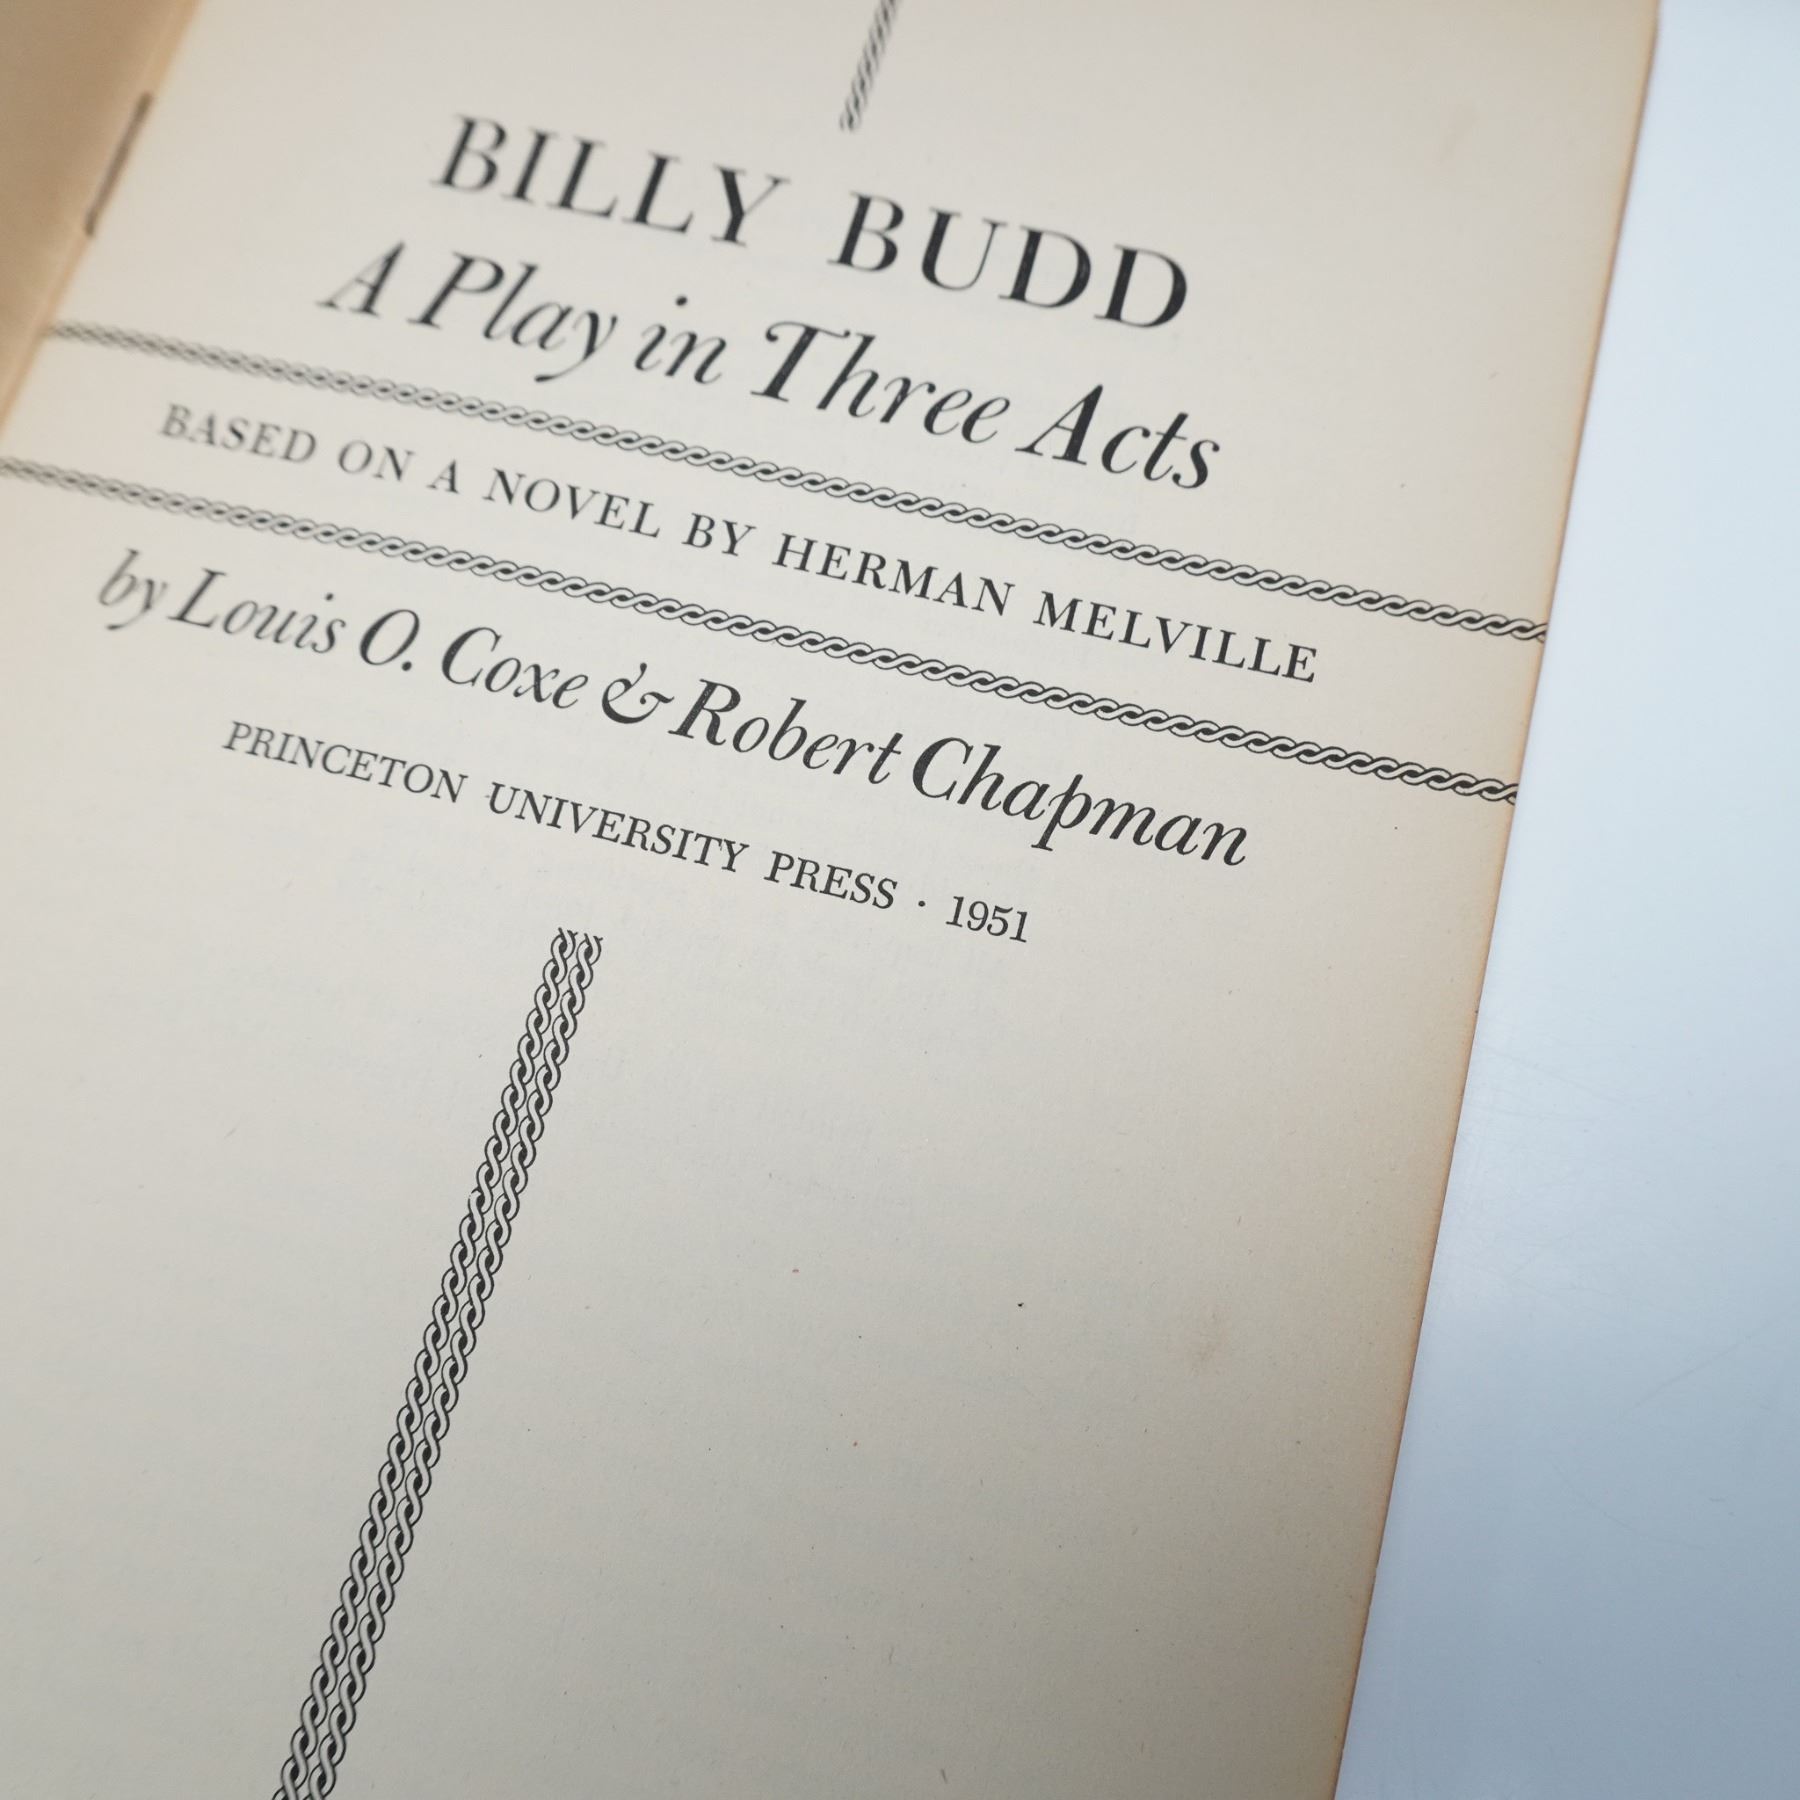 BILLY BUDD
A Play in Three Acts
BASED ON A NOVEL BY HERMAN MELVILLE
by Louis O. Coxe & Robert Chapman
PRINCETON UNIVERSITY PRESS · 1951